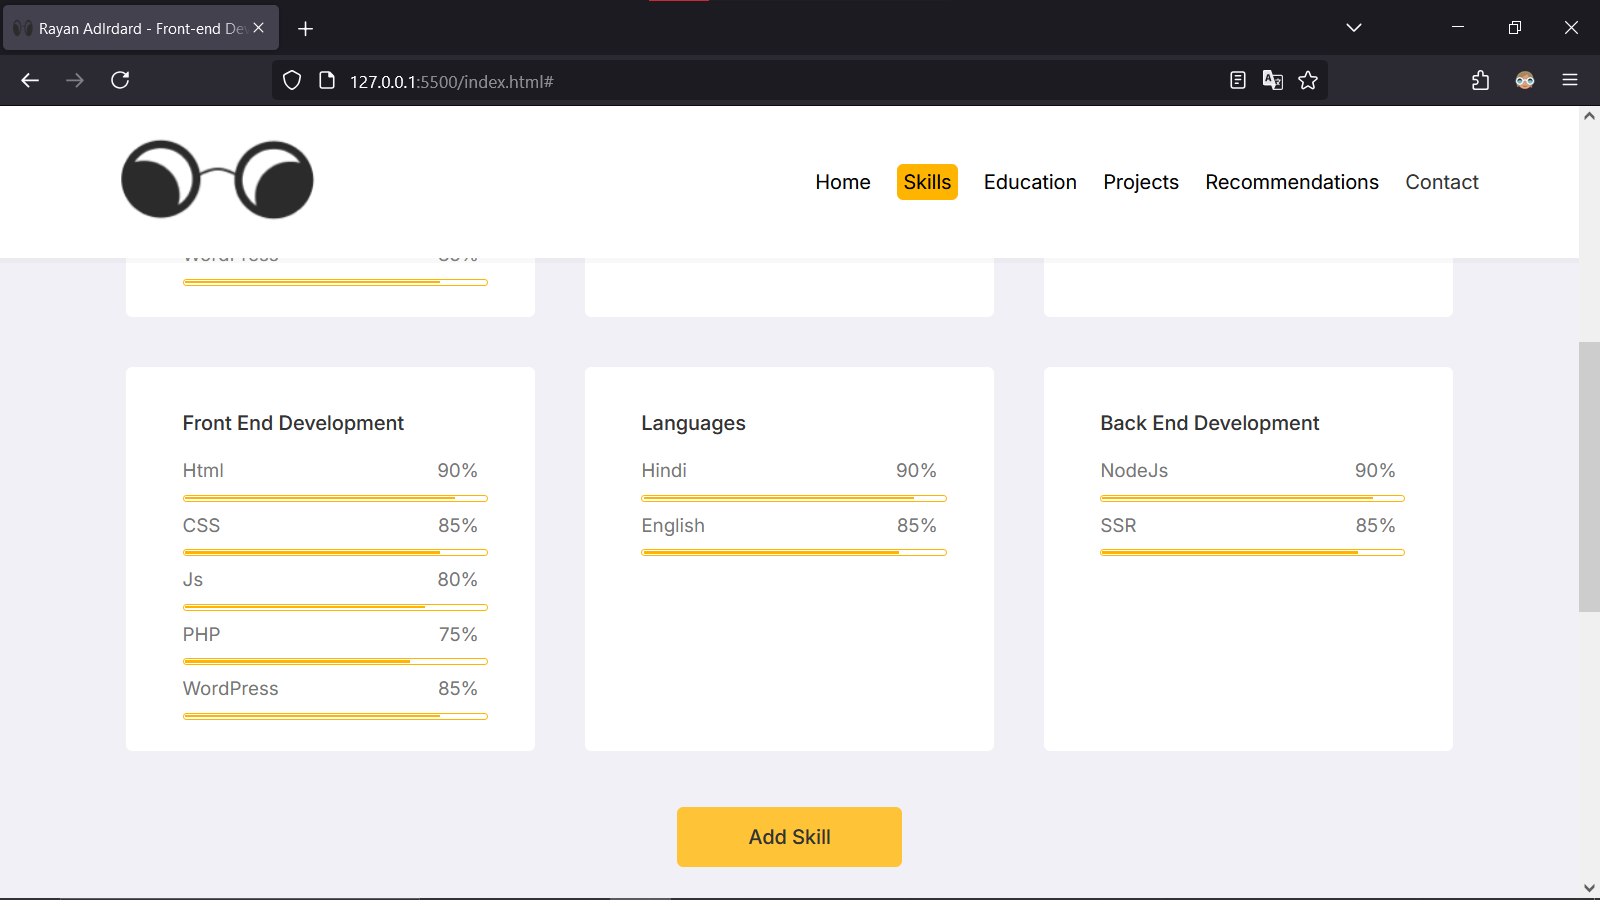 Rayan Adlrdard - Front-end Dev
127.0.0.1:5500/index.html#
Home Skills Education Projects Recommendations Contact
WordPress 85%
Front End Development
Html 90%
CSS 85%
Js 80%
PHP 75%
WordPress 85%
Languages
Hindi 90%
English 85%
Back End Development
NodeJs 90%
SSR 85%
Add Skill